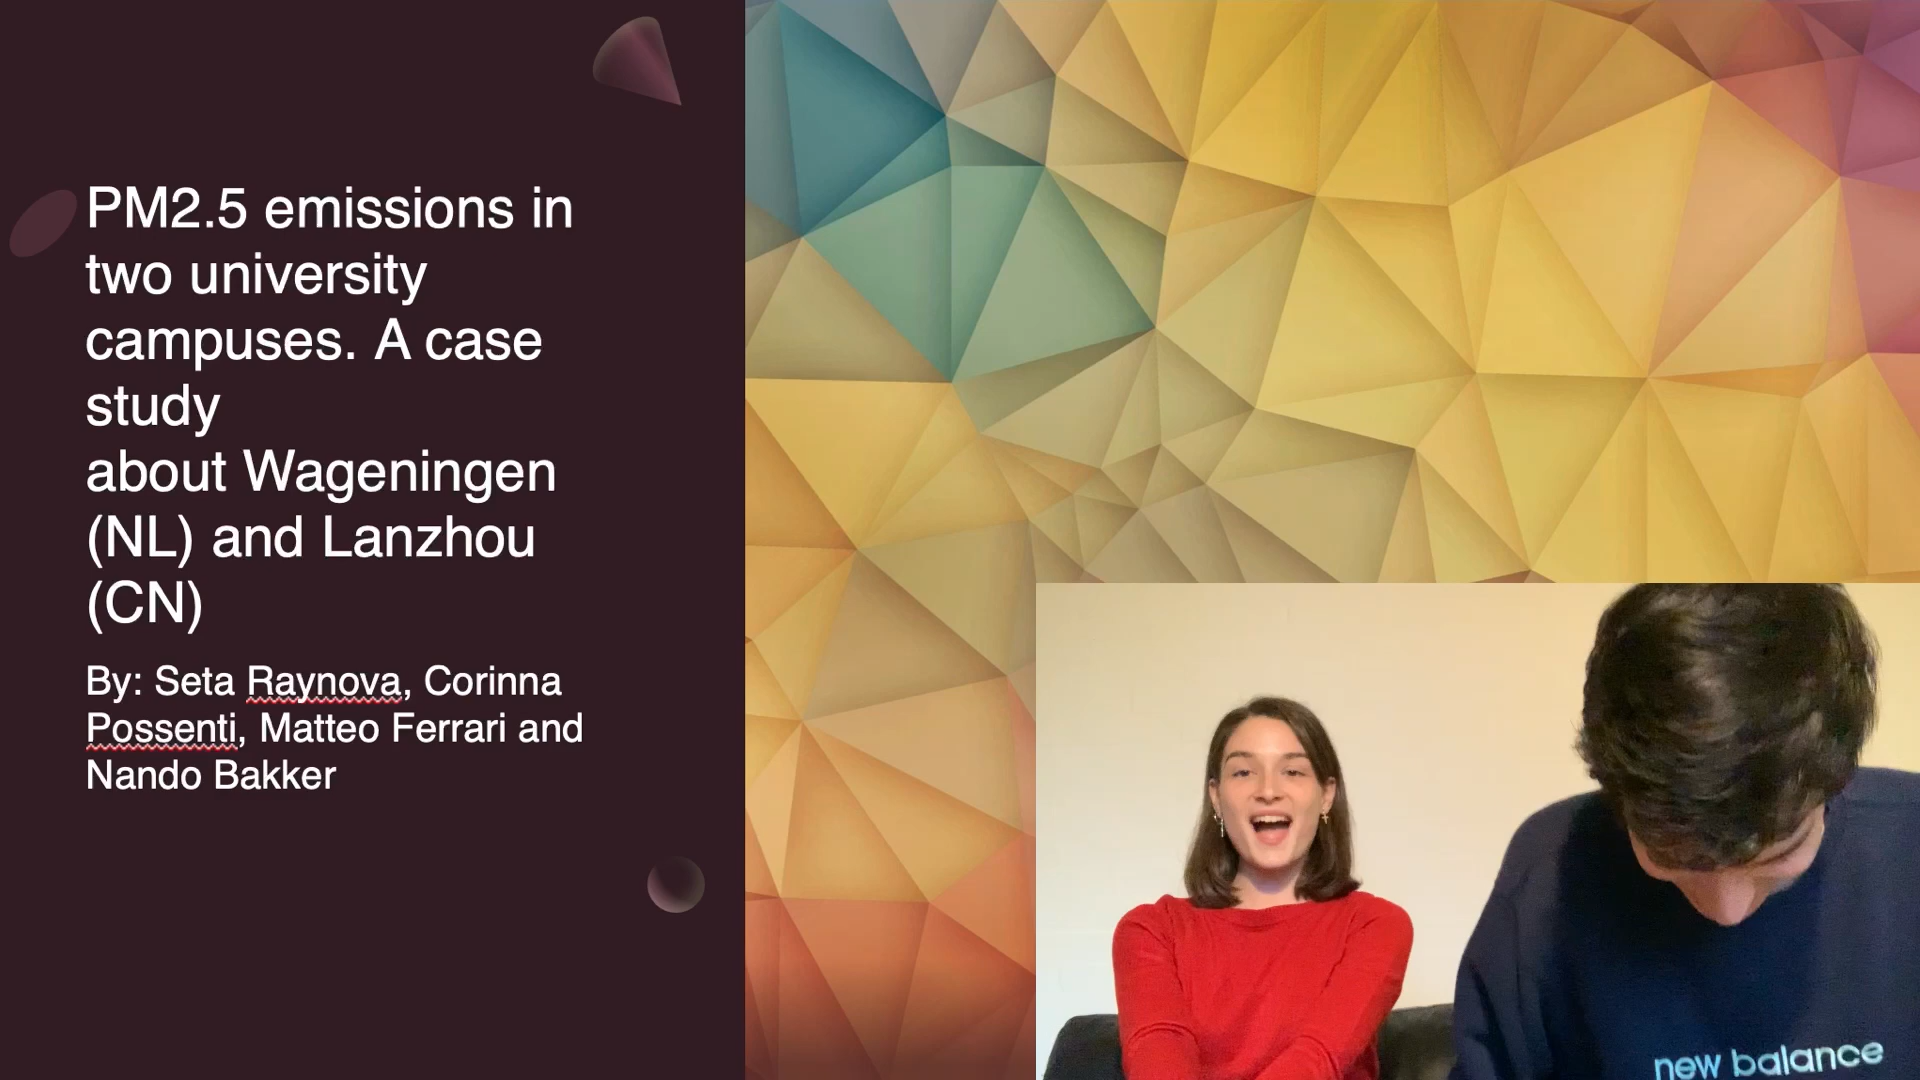 PM2.5 emissions in
two university
campuses. A case
study
about Wageningen
(NL) and Lanzhou
(CN)
By: Seta Raynova, Corinna
Possenti, Matteo Ferrari and
Nando Bakker
new balance